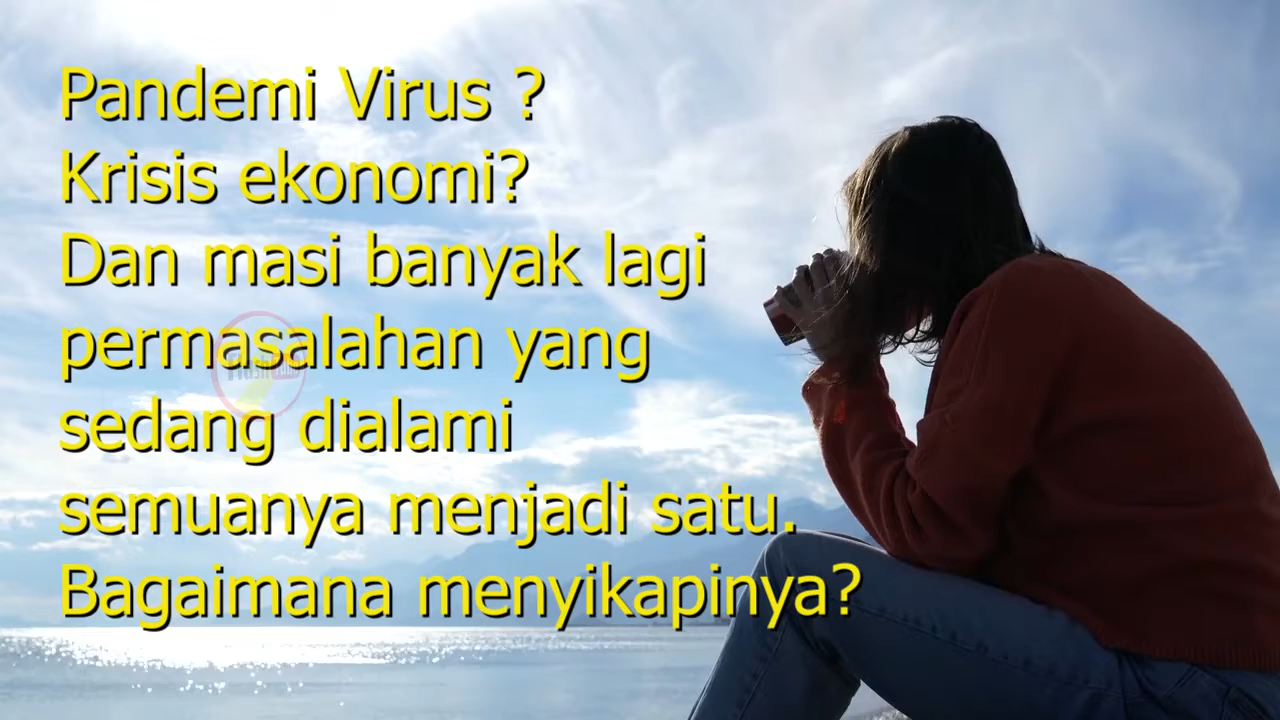 Pandemi Virus ?
Krisis ekonomi?
Dan masi banyak lagi
permasalahan yang
sedang dialami
semuanya menjadi satu.
Bagaimana menyikapinya?